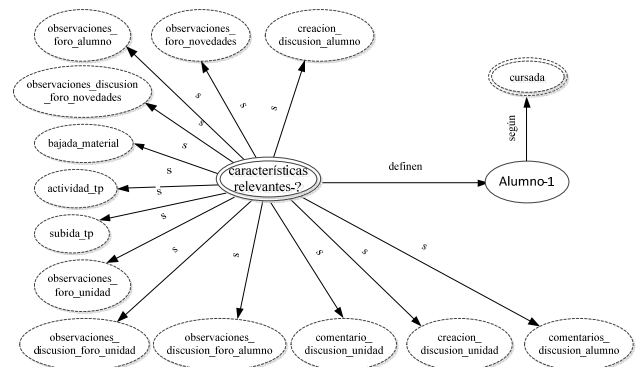 observaciones_
foro_alumno
observaciones_
foro_novedades
creacion_
discusion_alumno
observaciones_discusion
_foro_novedades
cursada
bajada_material
según
s
s
s
s
s
características
relevantes-?
definen
Alumno-1
actividad_tp
s
s
subida_tp
s
s
s
s
s
s
observaciones_
foro_unidad
observaciones_
discusion_foro_unidad
observaciones_
discusion_foro_alumno
comentario_
discusion_unidad
creacion_
discusion_unidad
comentarios_
discusion_alumno